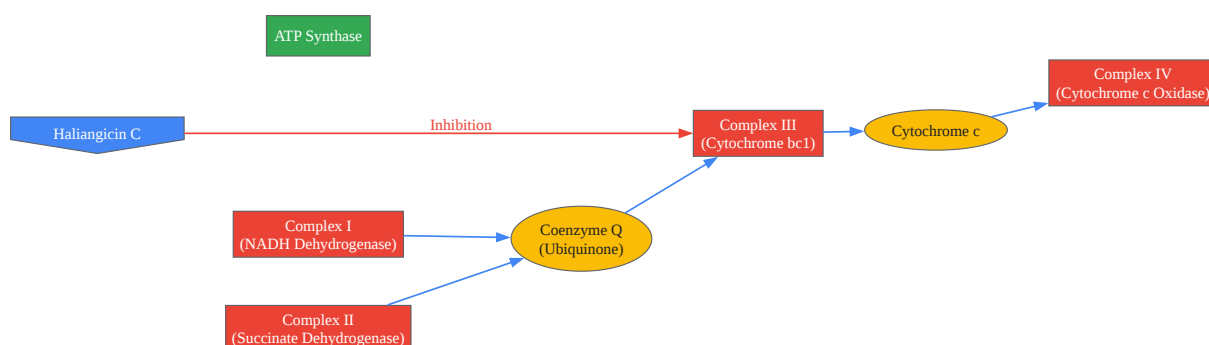 ATP Synthase
Complex IV
(Cytochrome c Oxidase)
Haliangicin C
Inhibition
Complex III
(Cytochrome bc1)
Cytochrome c
Complex I
(NADH Dehydrogenase)
Coenzyme Q
(Ubiquinone)
Complex II
(Succinate Dehydrogenase)